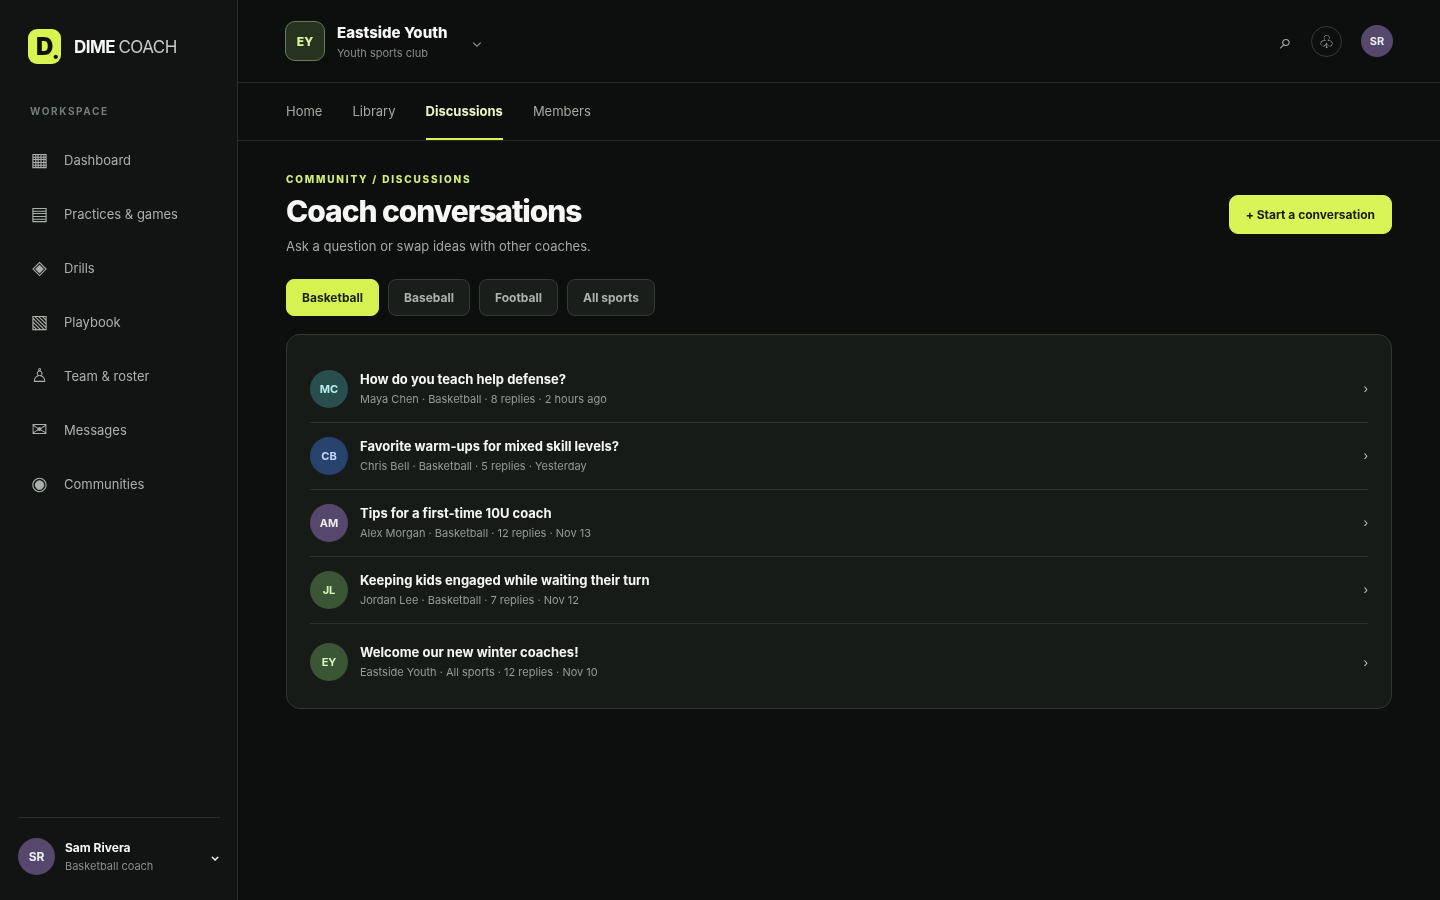 D.
DIME COACH
WORKSPACE
Dashboard
Practices & games
Drills
Playbook
Team & roster
Messages
Communities
SR
Sam Rivera
Basketball coach
EY
Eastside Youth
Youth sports club
SR
Home
Library
Discussions
Members
COMMUNITY / DISCUSSIONS
Coach conversations
Ask a question or swap ideas with other coaches.
+ Start a conversation
Basketball
Baseball
Football
All sports
MC
How do you teach help defense?
Maya Chen · Basketball · 8 replies · 2 hours ago
CB
Favorite warm-ups for mixed skill levels?
Chris Bell · Basketball · 5 replies · Yesterday
AM
Tips for a first-time 10U coach
Alex Morgan · Basketball · 12 replies · Nov 13
JL
Keeping kids engaged while waiting their turn
Jordan Lee · Basketball · 7 replies · Nov 12
EY
Welcome our new winter coaches!
Eastside Youth · All sports · 12 replies · Nov 10